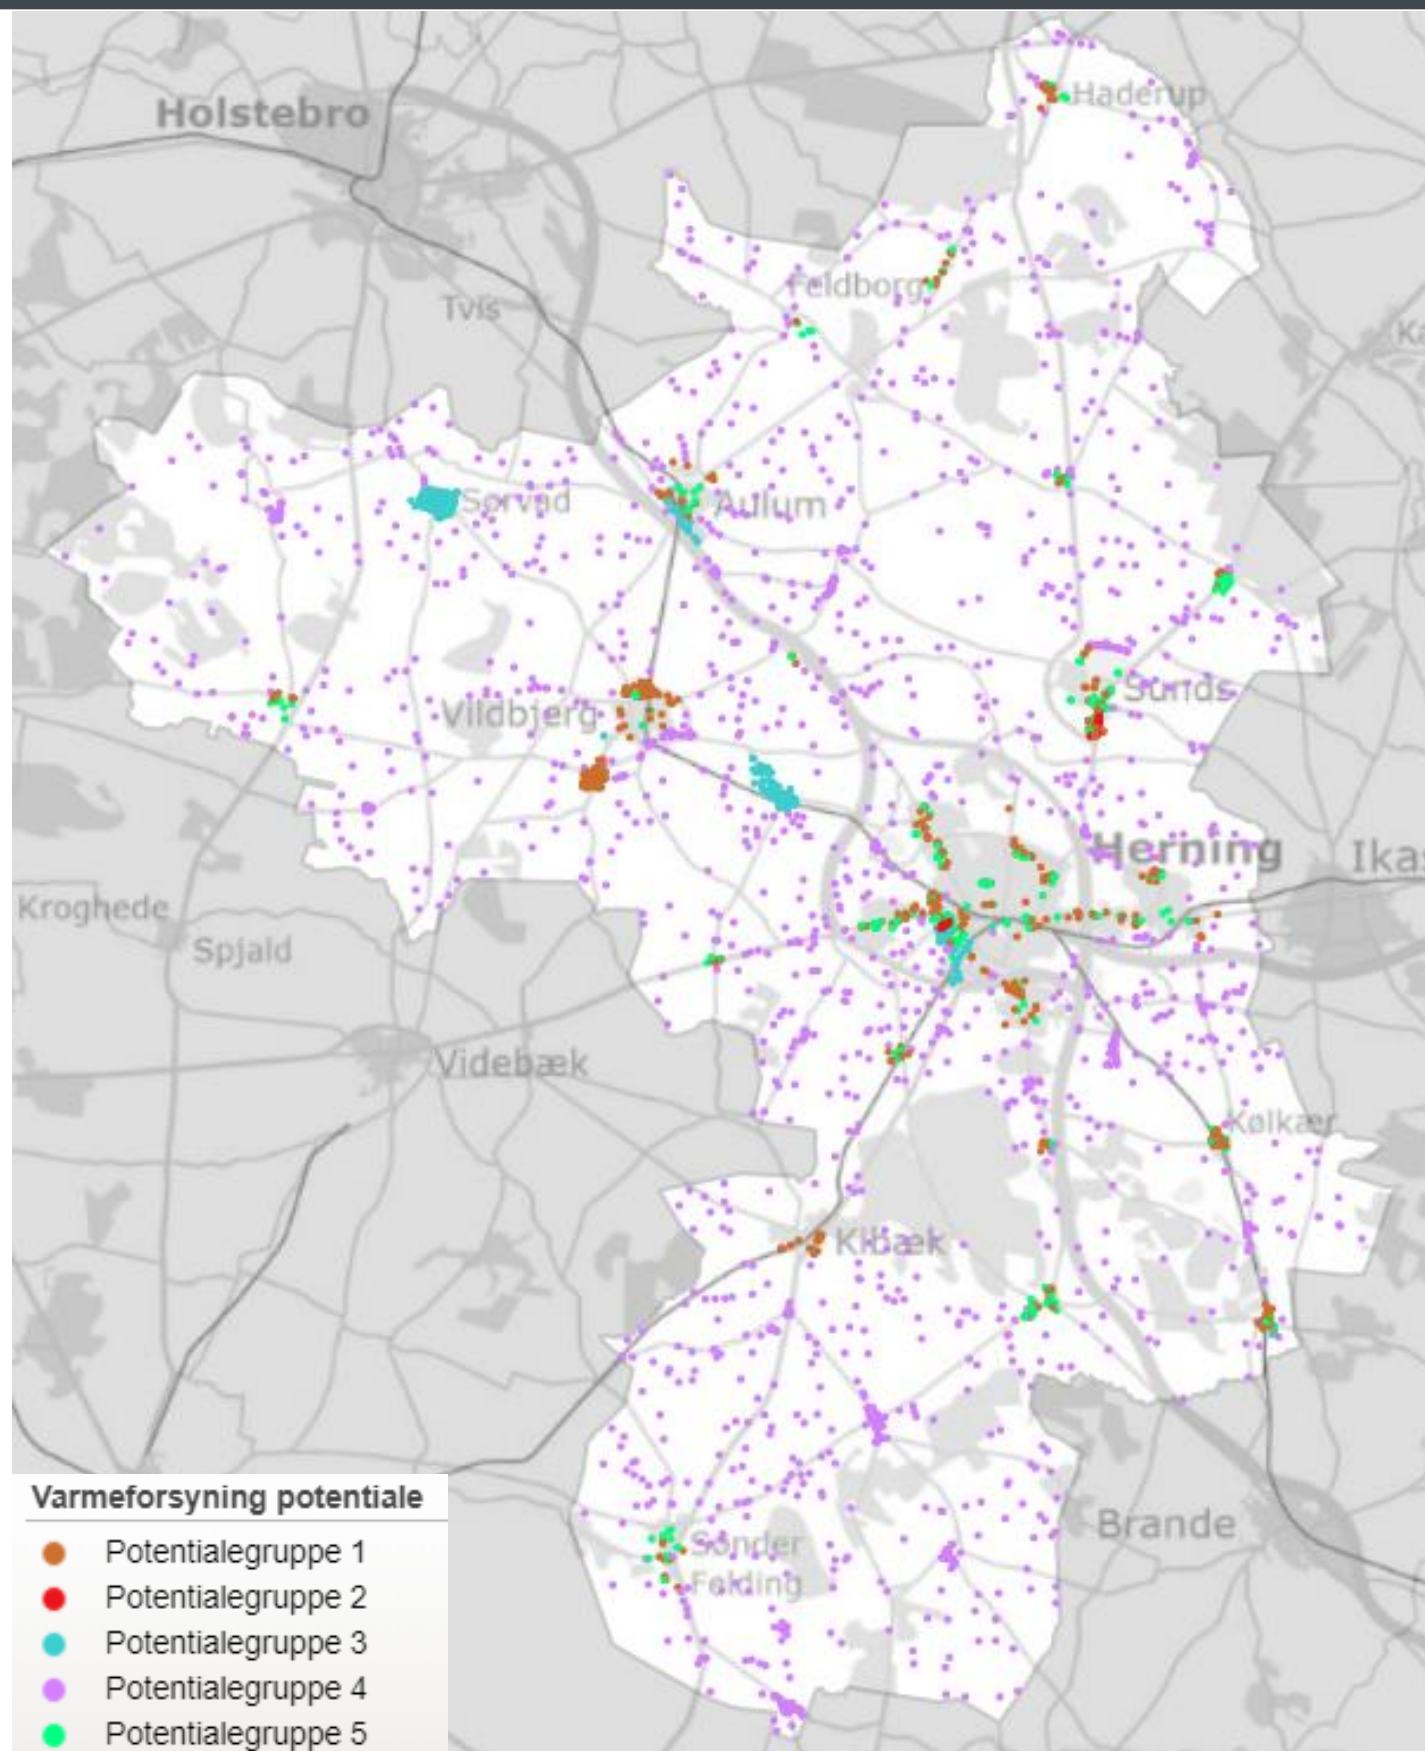 Haderup
Holstebro
Feldborg
Tvis
Sørvad
Aulum
Sunds
Vildbjerg
Herning
Kroghede
Spjald
Videbæk
Kølkær
Kibæk
Brande
Sønder
Felding
Varmeforsyning potentiale
Potentialegruppe 1
Potentialegruppe 2
Potentialegruppe 3
Potentialegruppe 4
Potentialegruppe 5